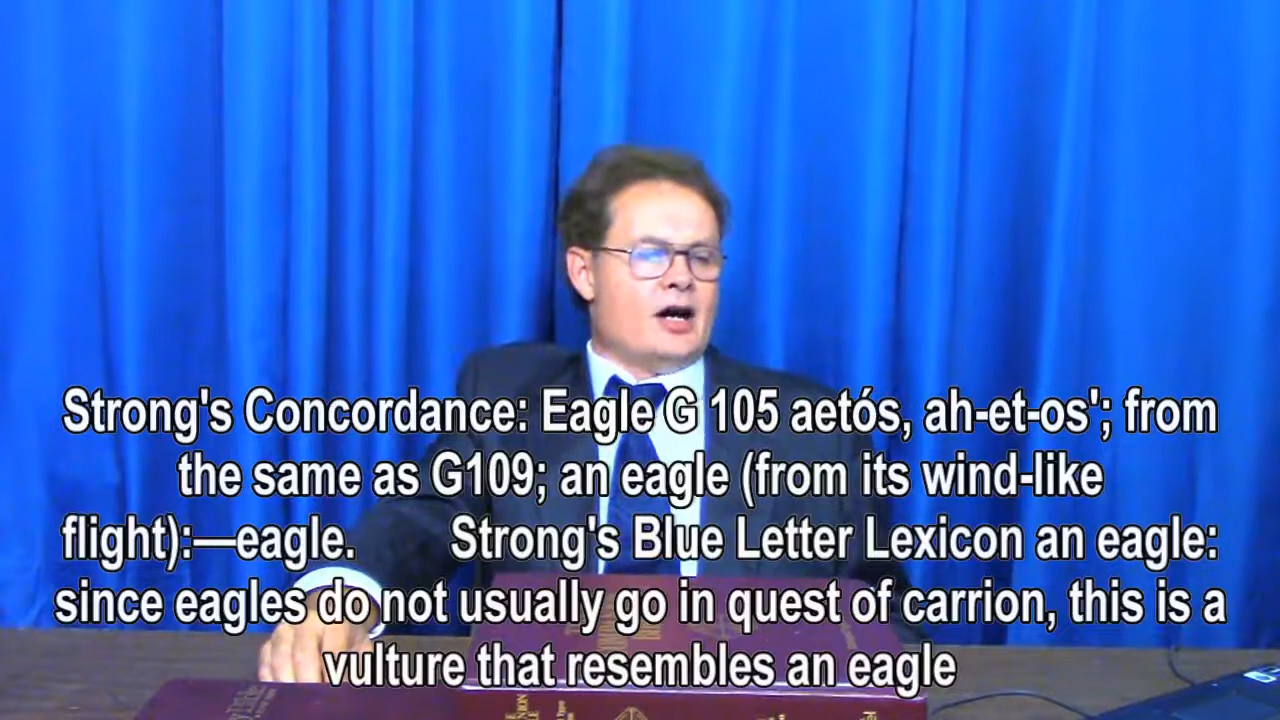 Strong's Concordance: Eagle G 105 aetós, ah-et-os'; from
the same as G109; an eagle (from its wind-like
flight):—eagle. Strong's Blue Letter Lexicon an eagle:
since eagles do not usually go in quest of carrion, this is a
vulture that resembles an eagle